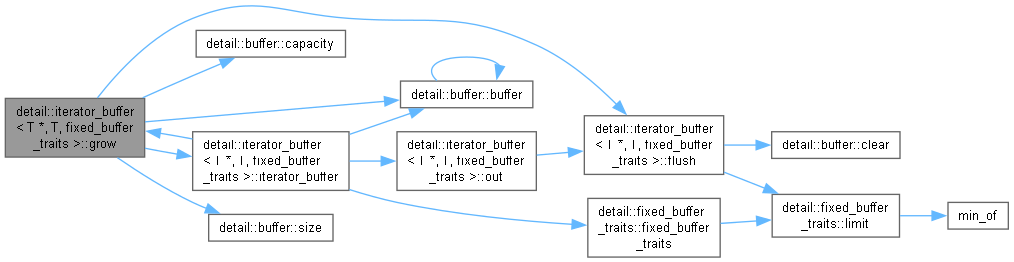 detail::iterator_buffer
< T *, T, fixed_buffer
_traits >::grow
detail::buffer::capacity
detail::buffer::buffer
detail::iterator_buffer
< T *, T, fixed_buffer
_traits >::iterator_buffer
detail::buffer::size
detail::iterator_buffer
< T *, T, fixed_buffer
_traits >::out
detail::iterator_buffer
< T *, T, fixed_buffer
_traits >::flush
detail::fixed_buffer
_traits::fixed_buffer
_traits
detail::buffer::clear
detail::fixed_buffer
_traits::limit
min_of